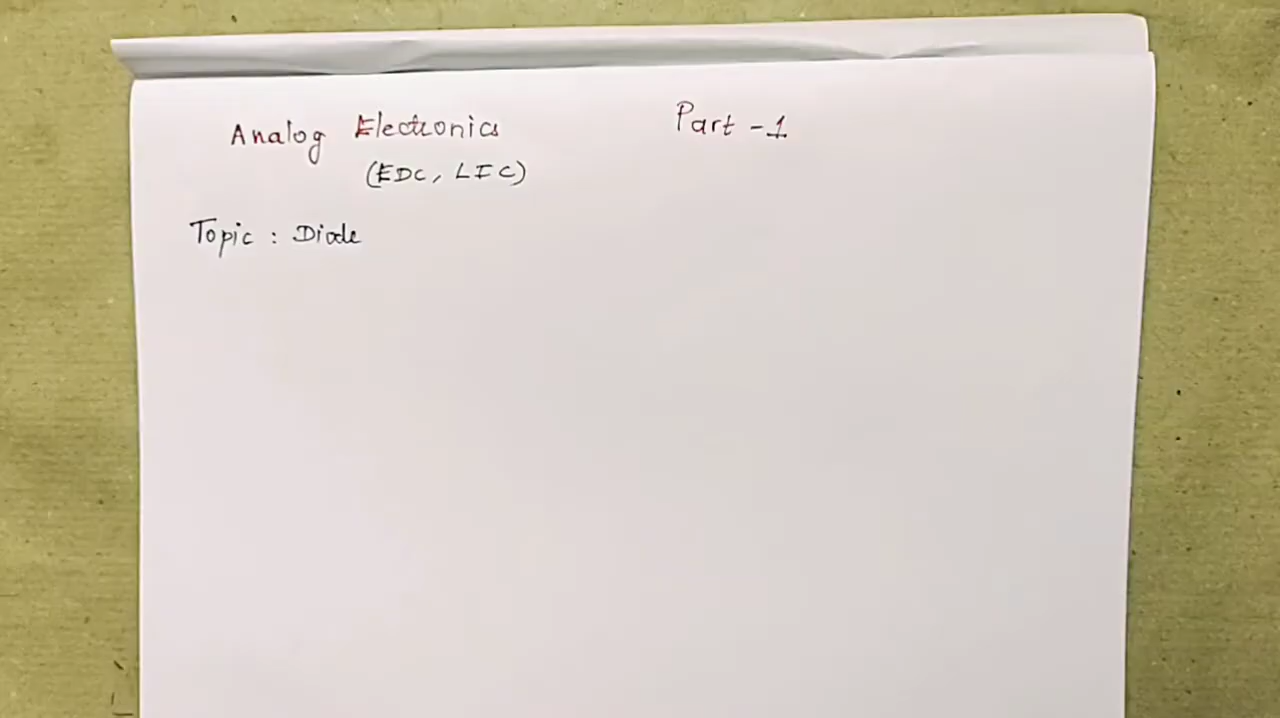 Analog Electronics Part - 1
(EDC, LIC)
Topic : Diode